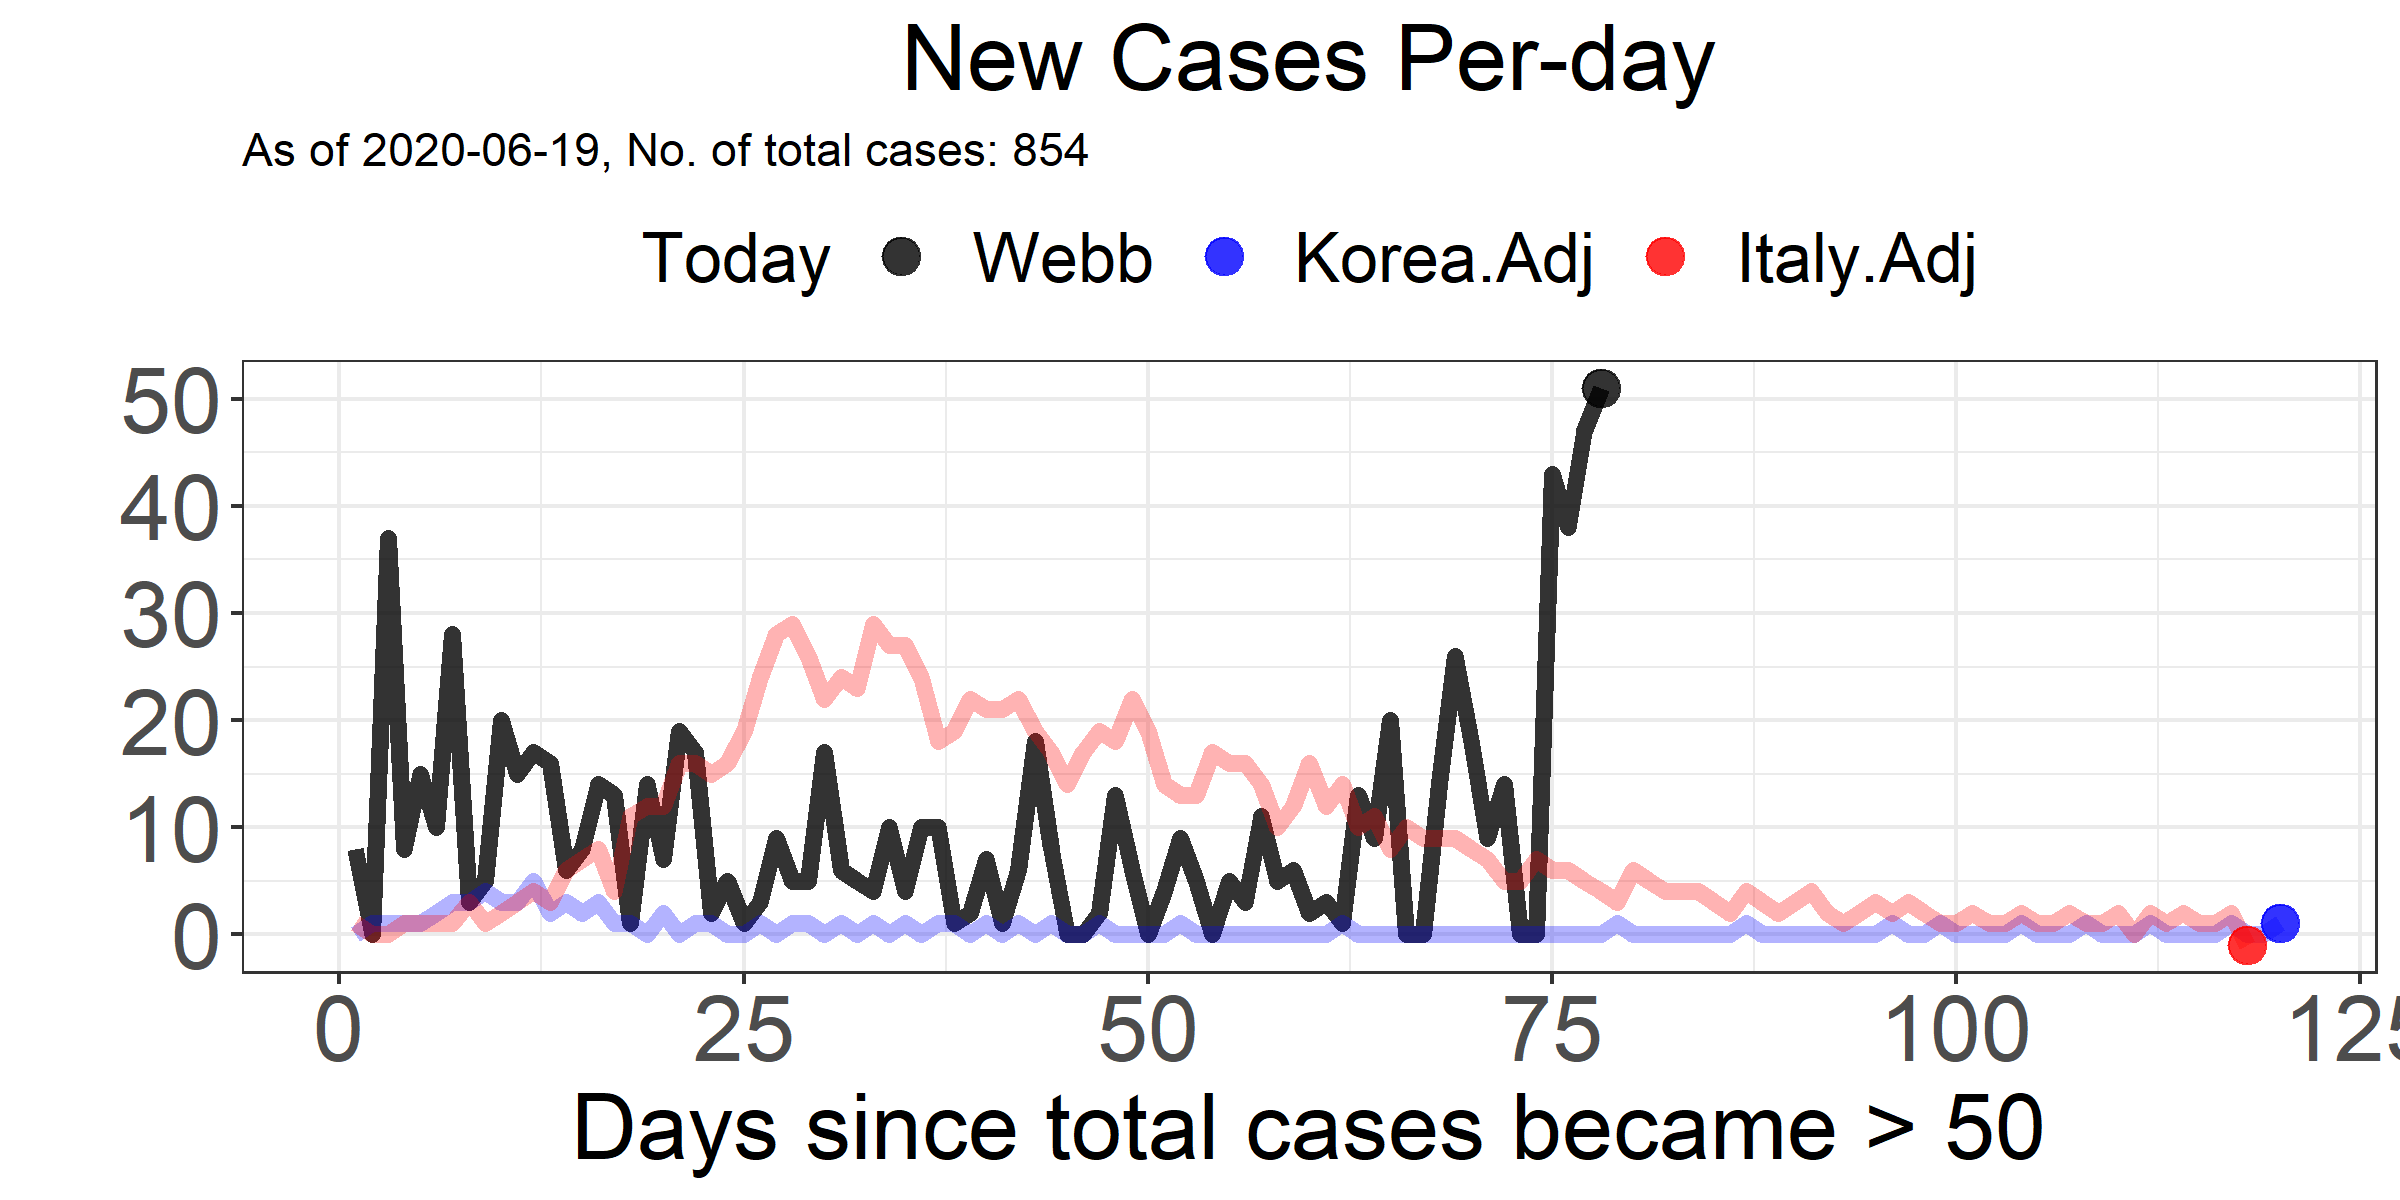 New Cases Per-day
As of 2020-06-19, No. of total cases: 854
Today Webb Korea.Adj Italy.Adj
50
40
30
20
10
0
0 25 50 75 100 125
Days since total cases became > 50